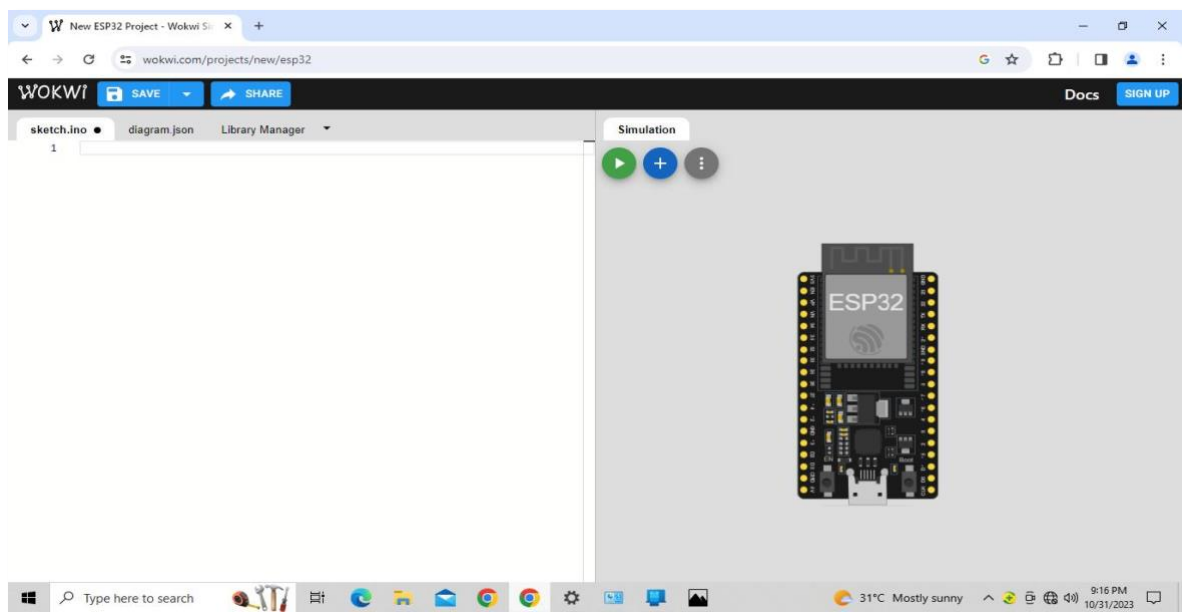 New ESP32 Project - Wokwi Si
wokwi.com/projects/new/esp32
WOKWI SAVE SHARE Docs SIGN UP
sketch.ino ● diagram.json Library Manager Simulation
1
ESP32
Type here to search 31°C Mostly sunny 9:16 PM
10/31/2023